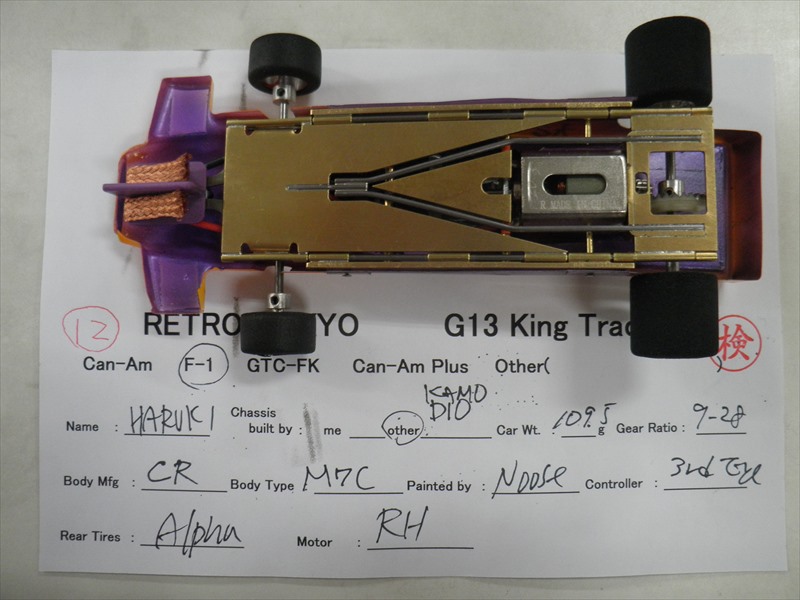 R MADE IN CHINA
12 RETRO YO G13 King Trac 検
Can-Am F-1 GTC-FK Can-Am Plus Other( )
Name : HARUKI Chassis built by : me other KAMO DIO Car Wt. 109.5 g Gear Ratio : 9-28
Body Mfg : CR Body Type : M7C Painted by : Noose Controller : 3rd Eye
Rear Tires : Alpha Motor : RH